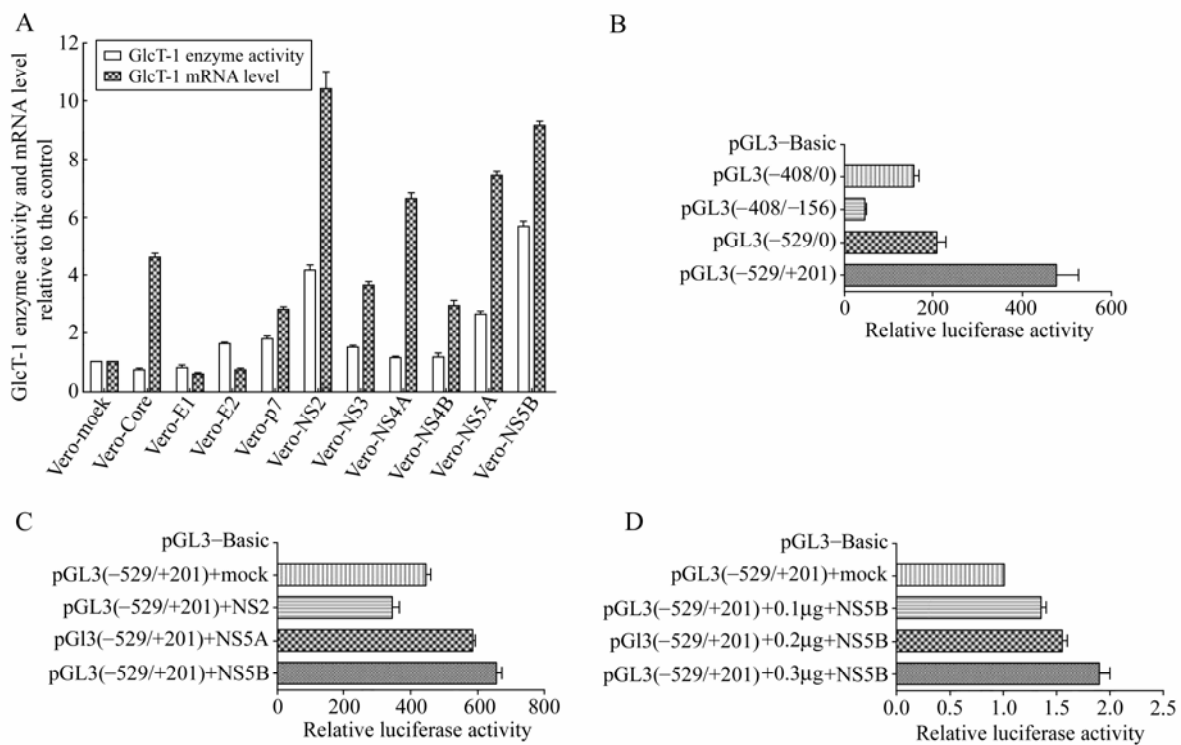 A
GlcT-1 enzyme activity and mRNA level
relative to the control
12
10
8
6
4
2
0
GlcT-1 enzyme activity
GlcT-1 mRNA level
Vero-moek
Vero-Core
Vero-E1
Vero-E2
Vero-p7
Vero-NS2
Vero-NS3
Vero-NS4A
Vero-NS4B
Vero-NS5A
Vero-NS5B
B
pGL3−Basic
pGL3(−408/0)
pGL3(−408/−156)
pGL3(−529/0)
pGL3(−529/+201)
0 200 400 600
Relative luciferase activity
C
pGL3−Basic
pGL3(−529/+201)+mock
pGL3(−529/+201)+NS2
pGl3(−529/+201)+NS5A
pGL3(−529/+201)+NS5B
0 200 400 600 800
Relative luciferase activity
D
pGL3−Basic
pGL3(−529/+201)+mock
pGL3(−529/+201)+0.1μg+NS5B
pGl3(−529/+201)+0.2μg+NS5B
pGL3(−529/+201)+0.3μg+NS5B
0.0 0.5 1.0 1.5 2.0 2.5
Relative luciferase activity